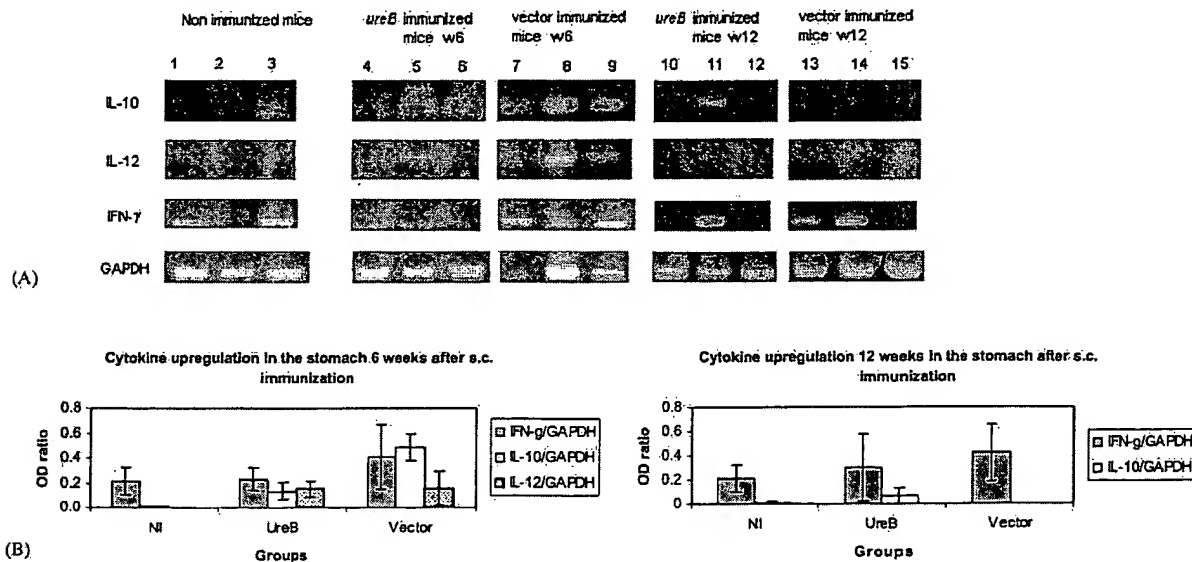 Non immunized mice
ureB immunized mice w6
vector immunized mice w6
ureB immunized mice w12
vector immunized mice w12
1 2 3 4 5 6 7 8 9 10 11 12 13 14 15
IL-10
IL-12
IFN-γ
GAPDH
(A)
Cytokine upregulation in the stomach 6 weeks after s.c.
immunization
OD ratio
0.8
0.6
0.4
0.2
0.0
NI UreB Vector
Groups
IFN-g/GAPDH
IL-10/GAPDH
IL-12/GAPDH
Cytokine upregulation 12 weeks in the stomach after s.c.
immunization
OD ratio
0.8
0.6
0.4
0.2
0
NI UreB Vector
Groups
IFN-g/GAPDH
IL-10/GAPDH
(B)